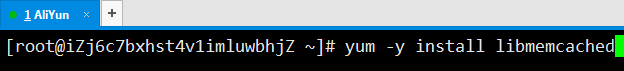 1 AliYun × +
[root@iZj6c7bxhst4v1imluwbhjZ ~]# yum -y install libmemcached